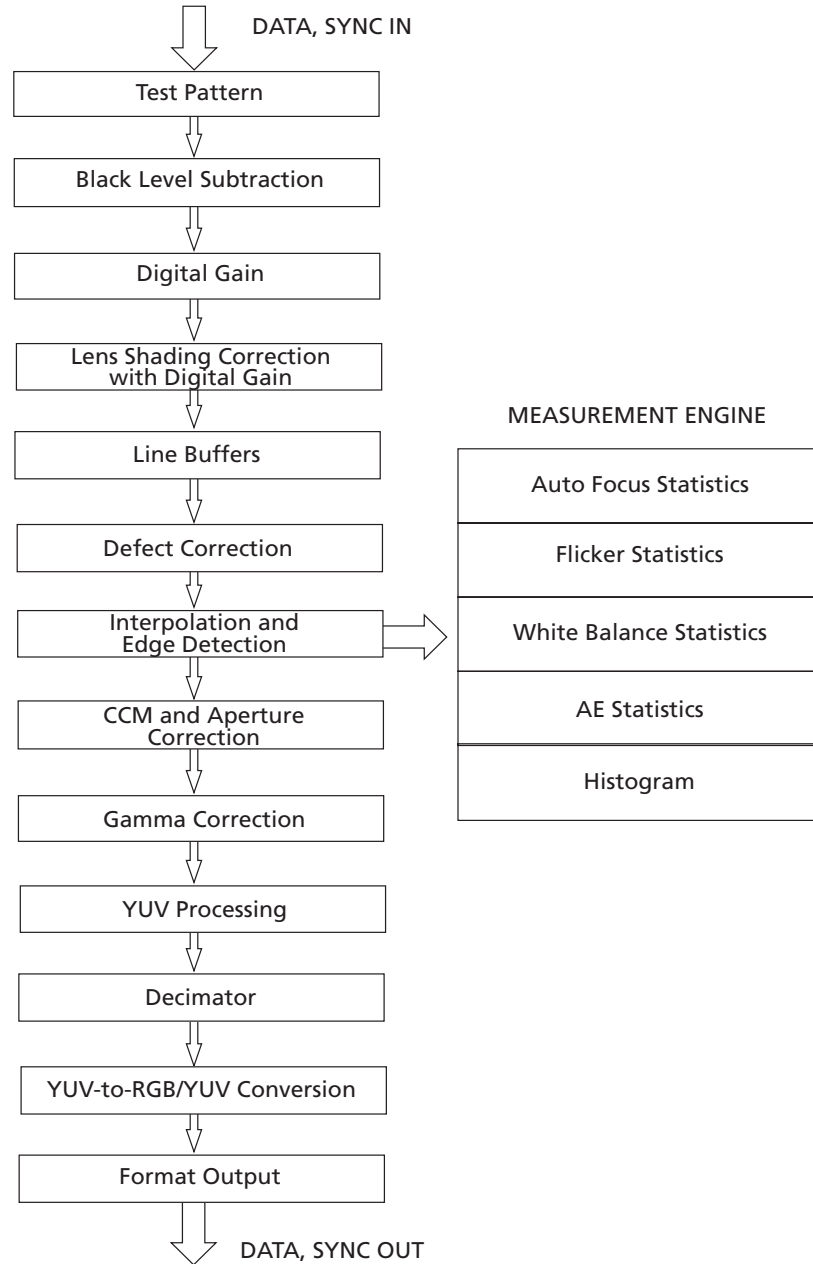 DATA, SYNC IN
Test Pattern
Black Level Subtraction
Digital Gain
Lens Shading Correction
with Digital Gain
Line Buffers
Defect Correction
Interpolation and
Edge Detection
CCM and Aperture
Correction
Gamma Correction
YUV Processing
Decimator
YUV-to-RGB/YUV Conversion
Format Output
DATA, SYNC OUT
MEASUREMENT ENGINE
Auto Focus Statistics
Flicker Statistics
White Balance Statistics
AE Statistics
Histogram